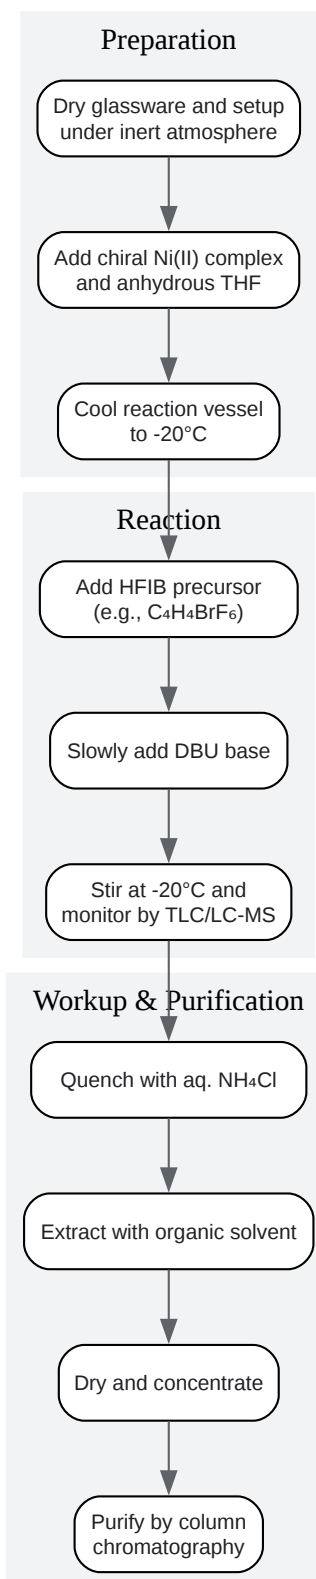 Preparation
Dry glassware and setup
under inert atmosphere
Add chiral Ni(II) complex
and anhydrous THF
Cool reaction vessel
to -20°C
Reaction
Add HFIB precursor
(e.g., C₄H₄BrF₆)
Slowly add DBU base
Stir at -20°C and
monitor by TLC/LC-MS
Workup & Purification
Quench with aq. NH₄Cl
Extract with organic solvent
Dry and concentrate
Purify by column
chromatography